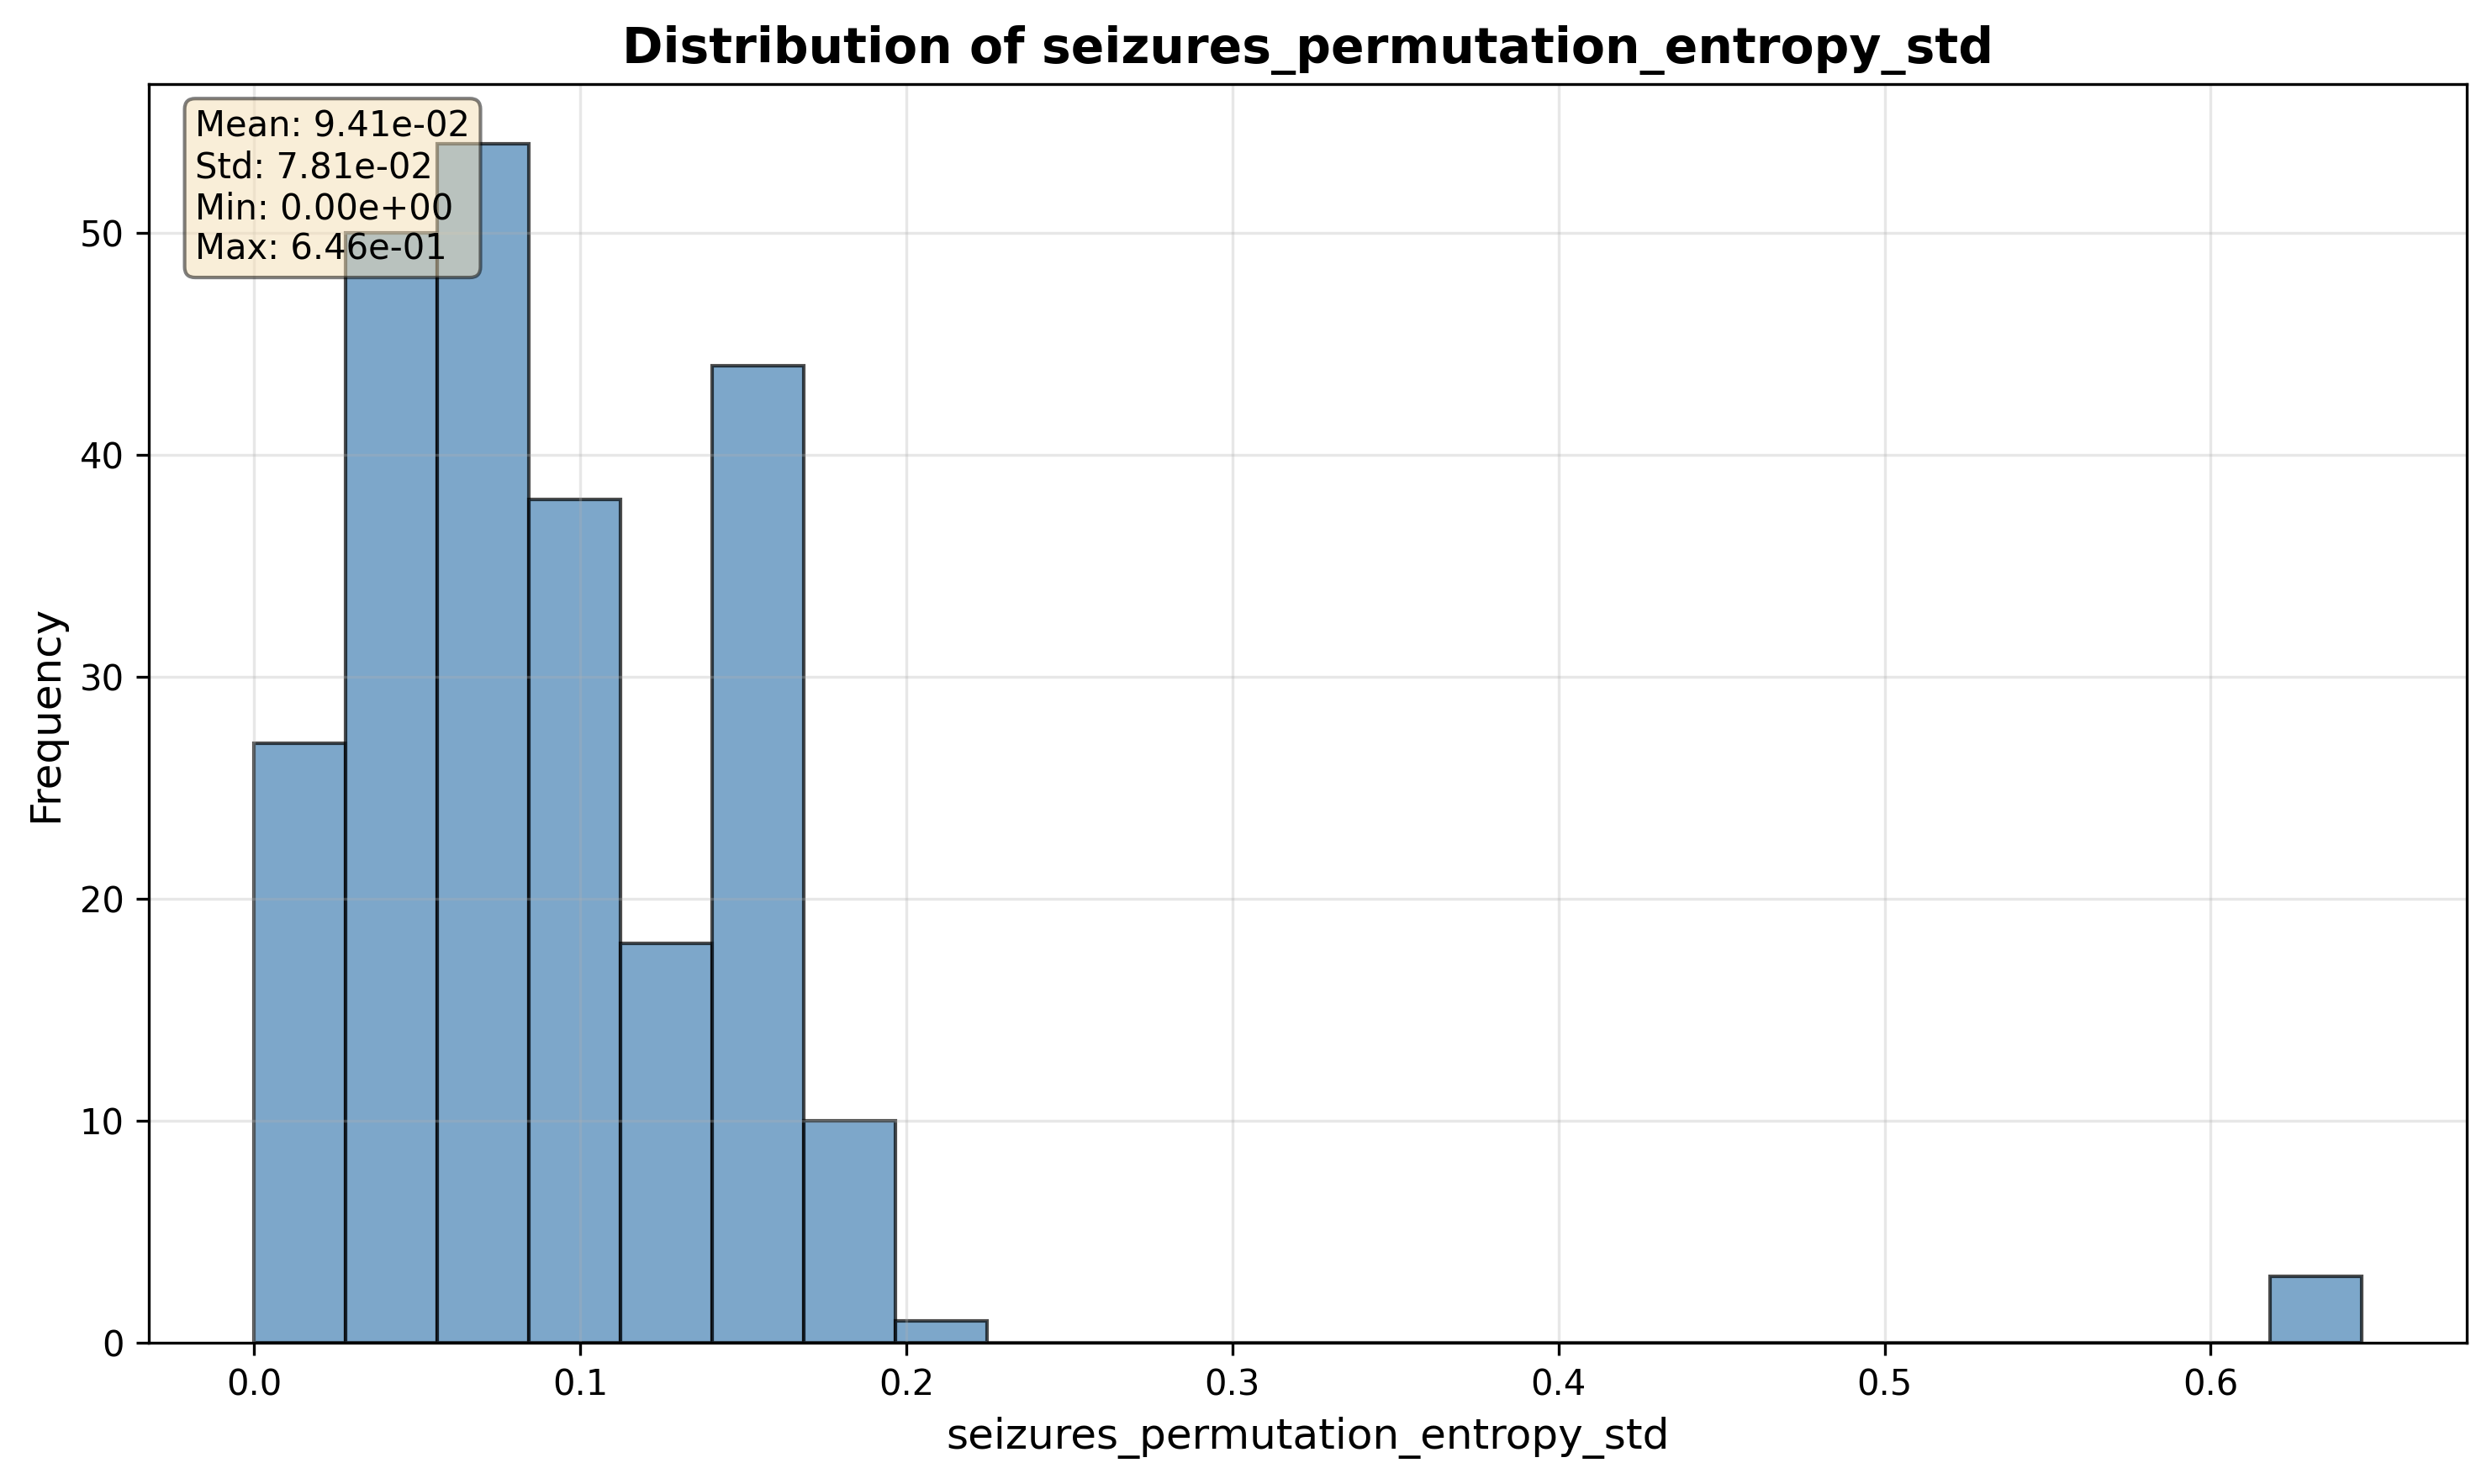 Distribution of seizures_permutation_entropy_std
Mean: 9.41e-02
Std: 7.81e-02
Min: 0.00e+00
Max: 6.46e-01
Frequency
50
40
30
20
10
0
0.0 0.1 0.2 0.3 0.4 0.5 0.6
seizures_permutation_entropy_std